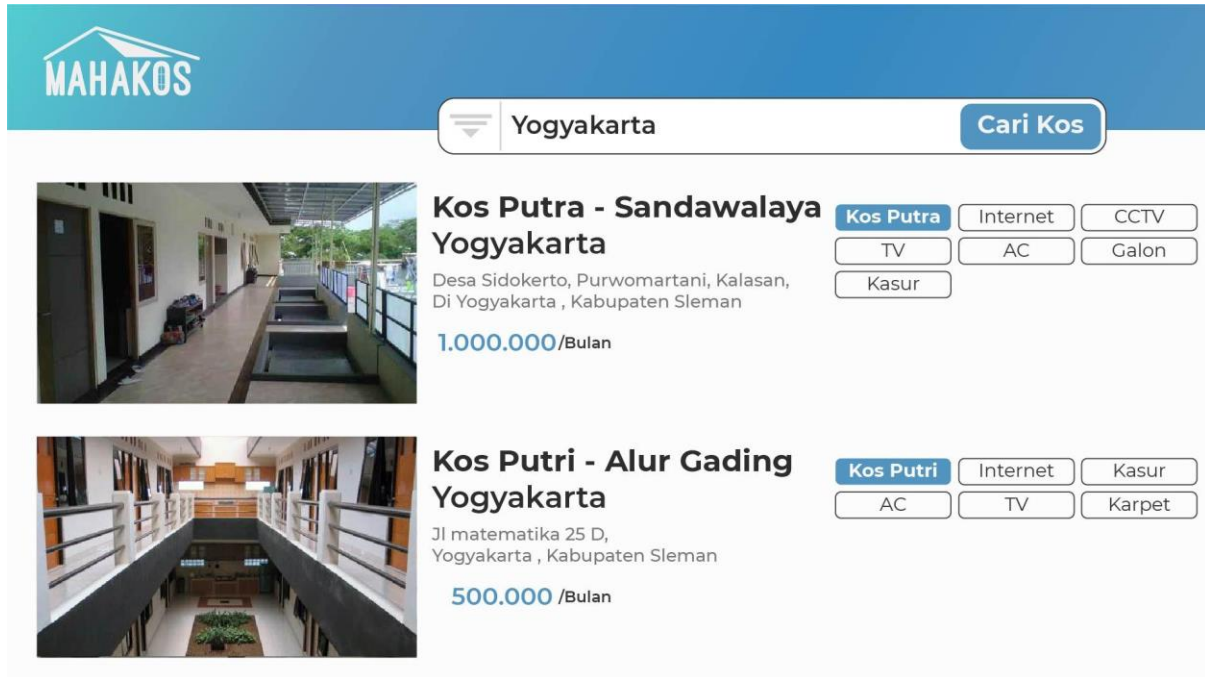 MAHAKOS
Yogyakarta
Cari Kos
Kos Putra - Sandawalaya
Yogyakarta
Desa Sidokerto, Purwomartani, Kalasan,
Di Yogyakarta , Kabupaten Sleman
1.000.000/Bulan
Kos Putra Internet CCTV
TV AC Galon
Kasur
Kos Putri - Alur Gading
Yogyakarta
Jl matematika 25 D,
Yogyakarta , Kabupaten Sleman
500.000 /Bulan
Kos Putri Internet Kasur
AC TV Karpet